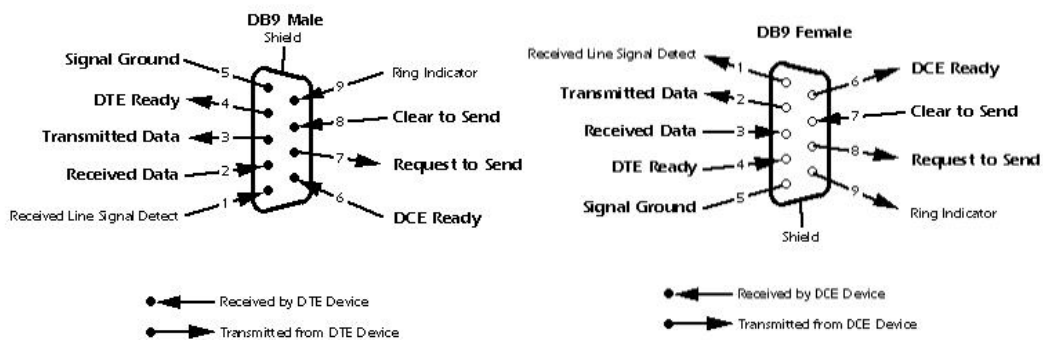 DB9 Male
Shield
Signal Ground
5
9
Ring Indicator
DTE Ready
4
8
Clear to Send
Transmitted Data
3
7
Request to Send
Received Data
2
6
DCE Ready
Received Line Signal Detect
1
Received by DTE Device
Transmitted from DTE Device
DB9 Female
Received Line Signal Detect
1
6
DCE Ready
Transmitted Data
2
7
Clear to Send
Received Data
3
8
Request to Send
DTE Ready
4
9
Ring Indicator
Signal Ground
5
Shield
Received by DCE Device
Transmitted from DCE Device